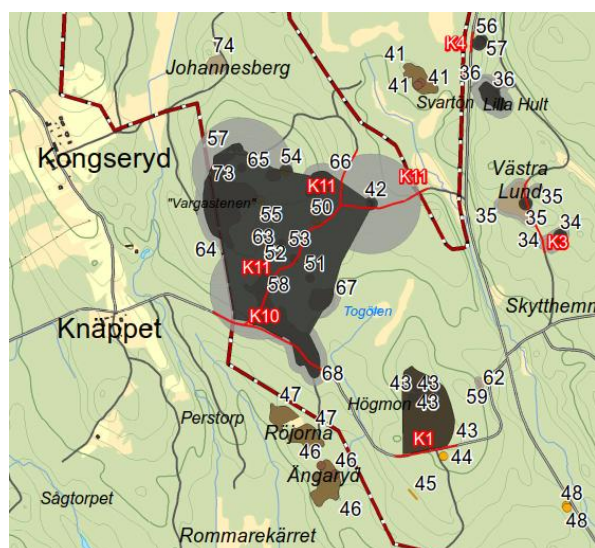 56
K4
57
74
41
Johannesberg
41
41
36
36
Svartön
Lilla Hult
57
65
54
Kongseryd
66
Västra
Lund
73
K11
42
K11
35
"Vargastenen"
50
35
35
34
55
34
K3
64
63
53
52
51
K11
58
67
Skytthemn
Togölen
K10
Knäppet
68
62
43
43
47
43
59
Högmon
47
Perstorp
Röjorna
43
K1
46
46
44
Ängaryd
45
Sågtorpet
46
48
48
Rommarekärret